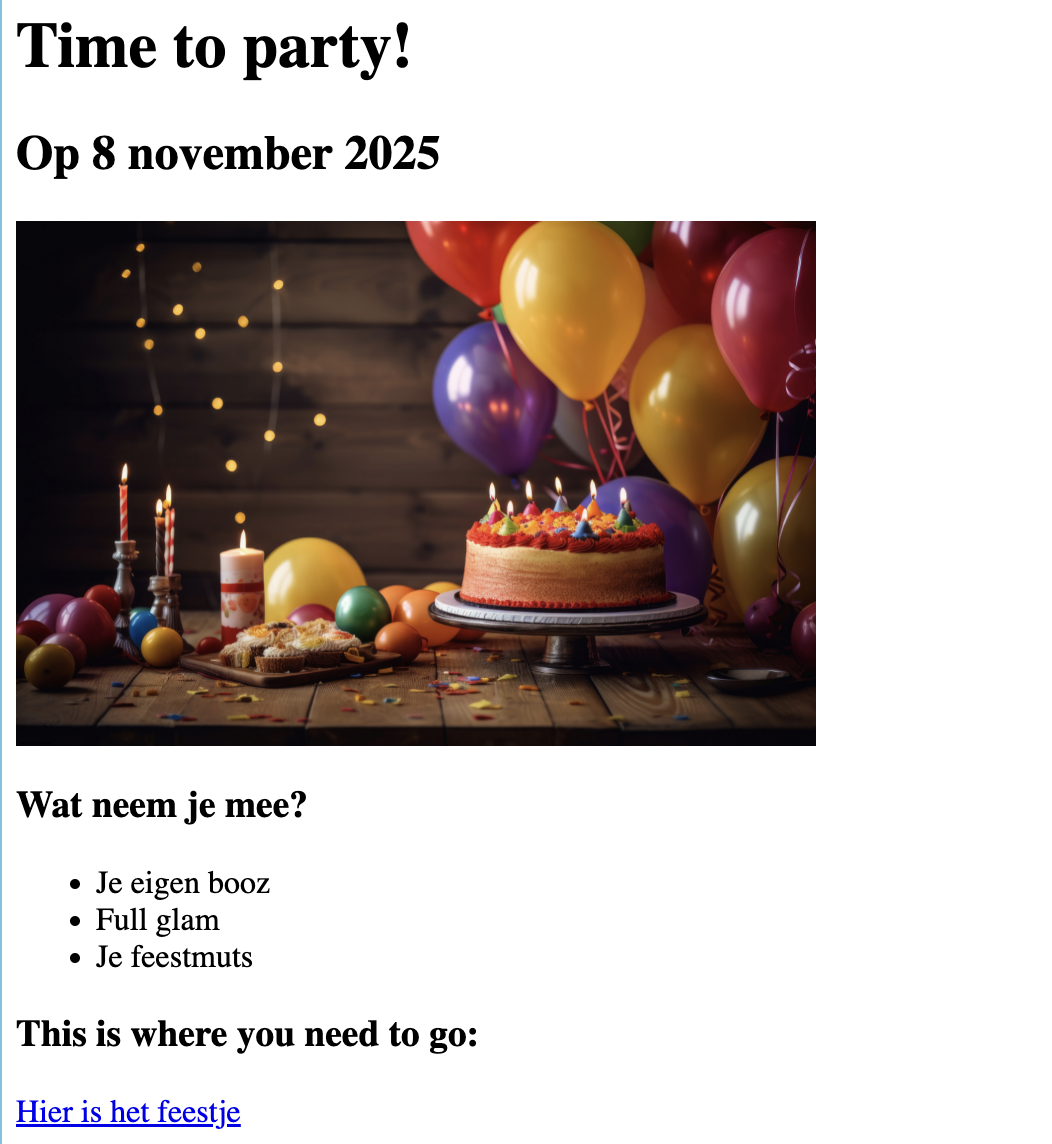 Time to party!
Op 8 november 2025
Wat neem je mee?
Je eigen booz
Full glam
Je feestmuts
This is where you need to go:
Hier is het feestje